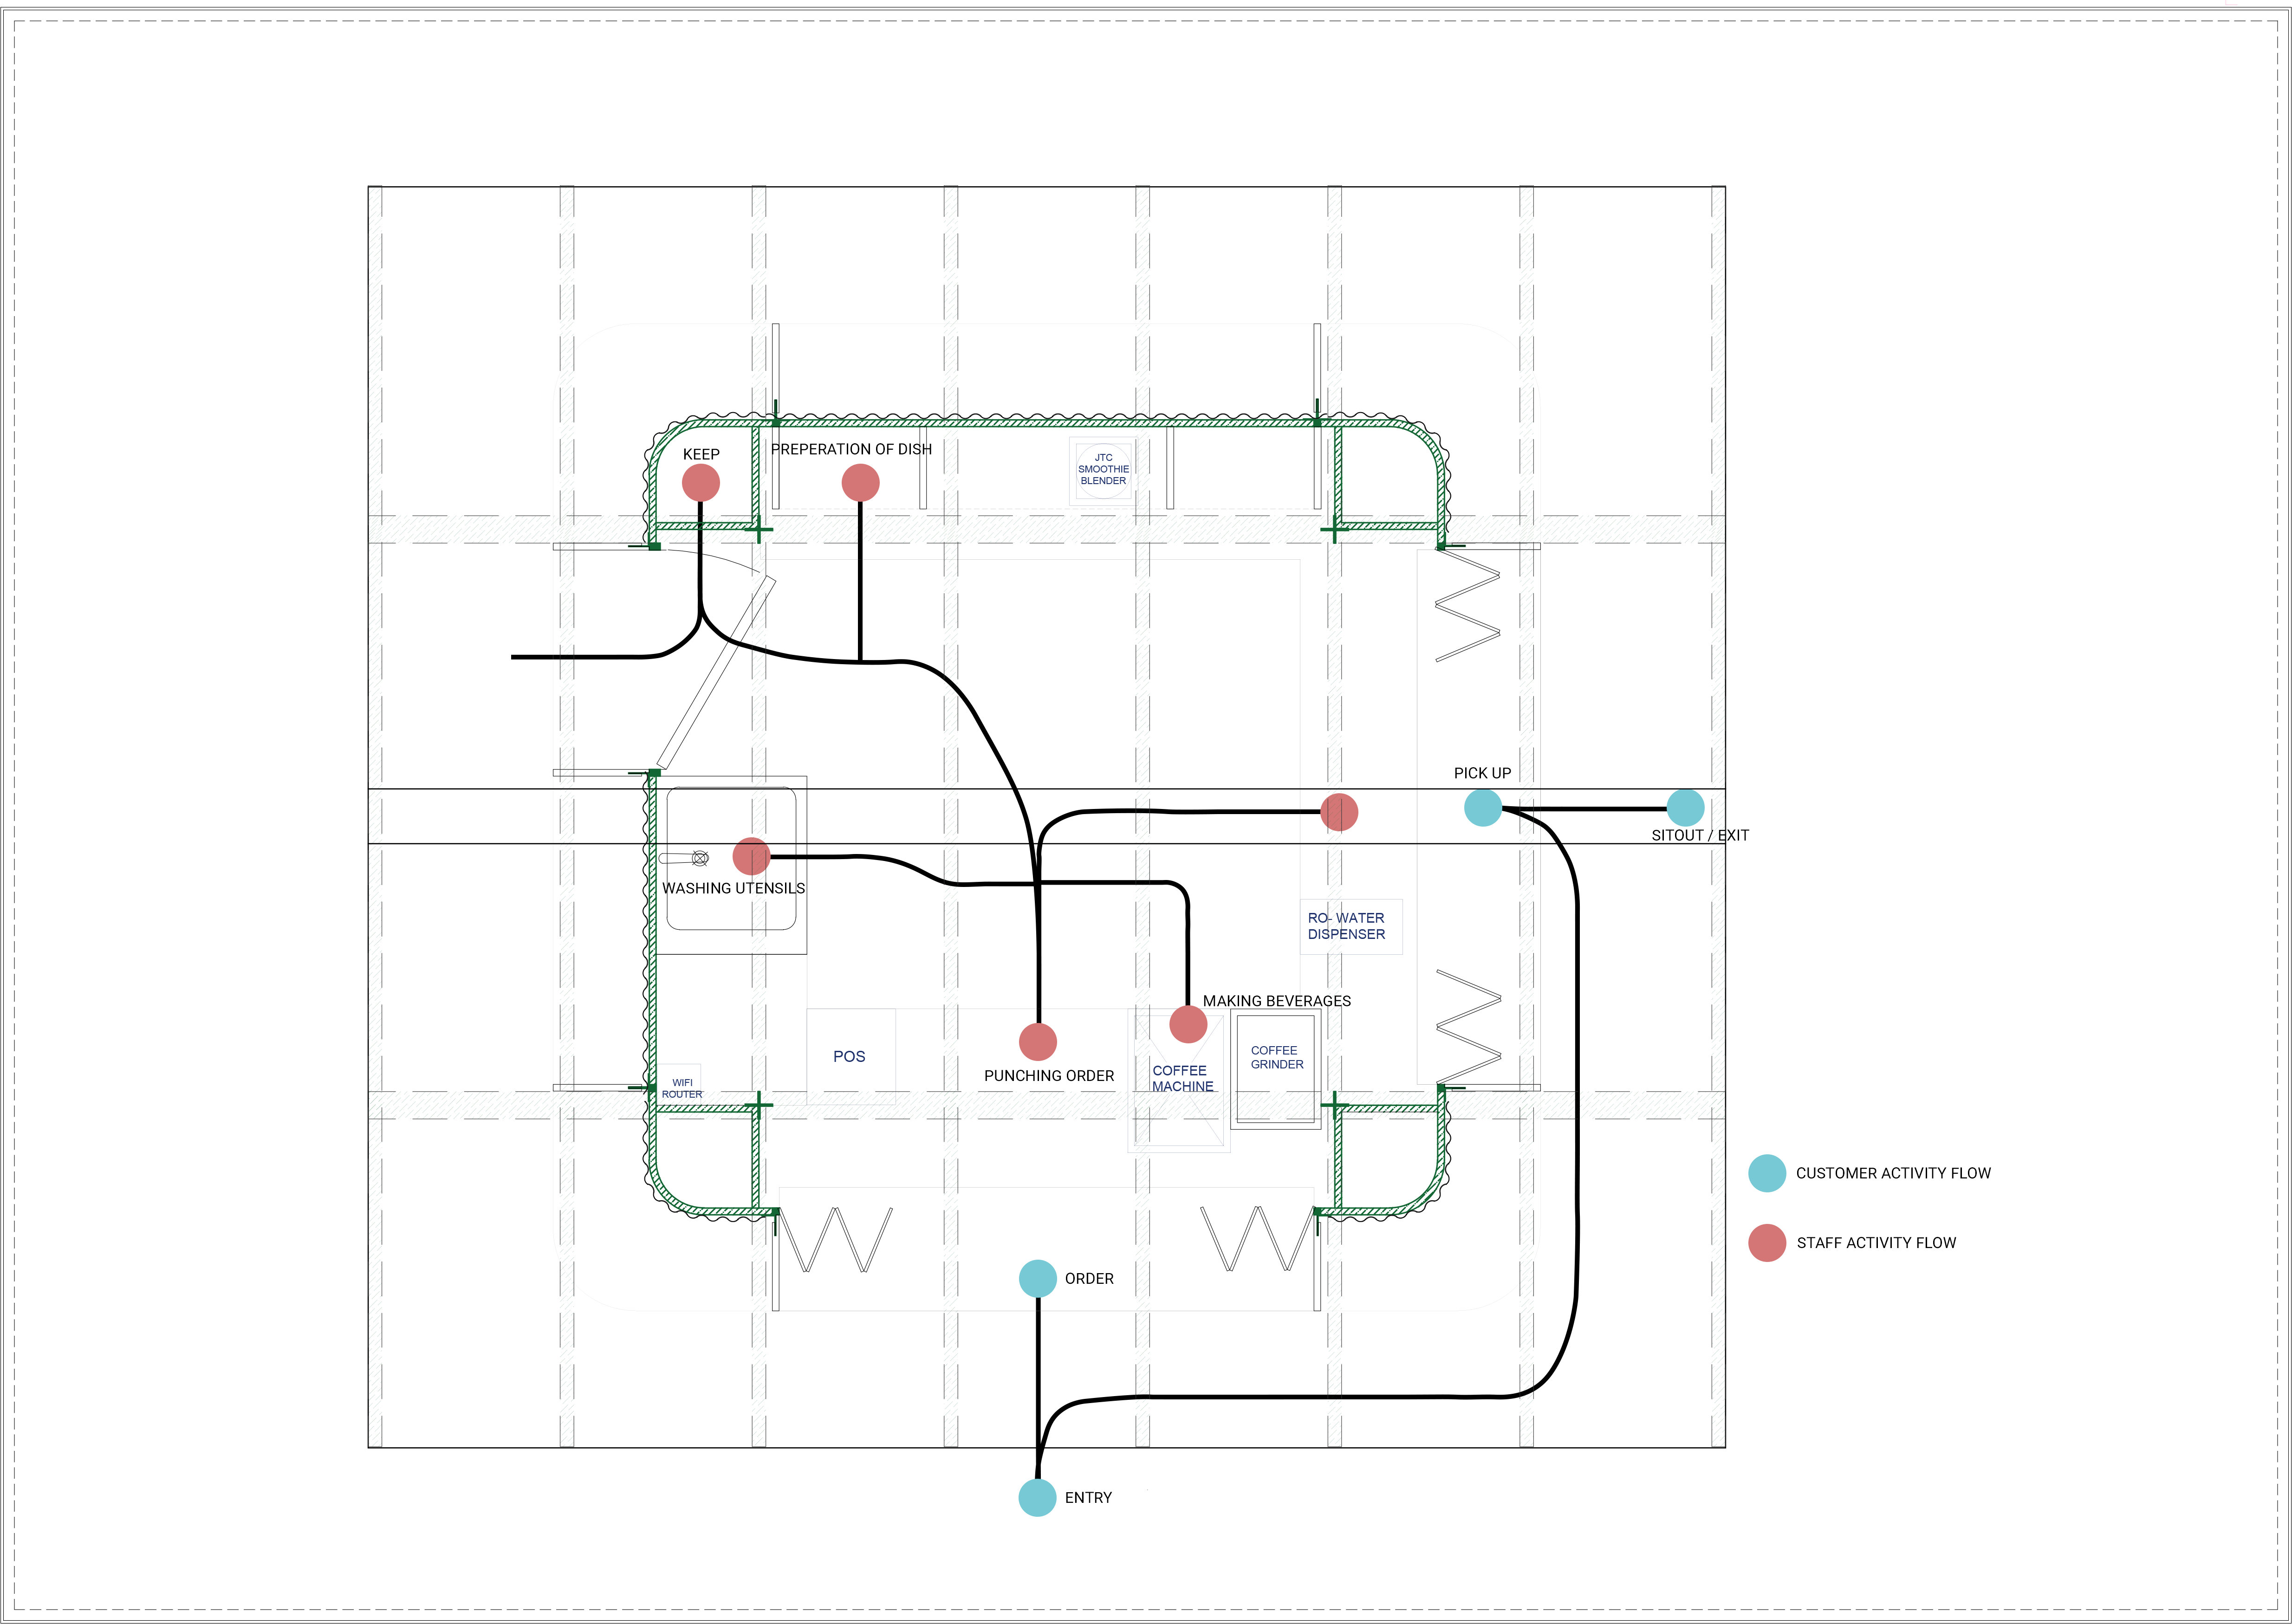 KEEP
PREPERATION OF DISH
JTC
SMOOTHIE
BLENDER
PICK UP
SITOUT / EXIT
WASHING UTENSILS
RO- WATER
DISPENSER
MAKING BEVERAGES
POS
PUNCHING ORDER
COFFEE
MACHINE
COFFEE
GRINDER
WIFI
ROUTER
CUSTOMER ACTIVITY FLOW
STAFF ACTIVITY FLOW
ORDER
ENTRY